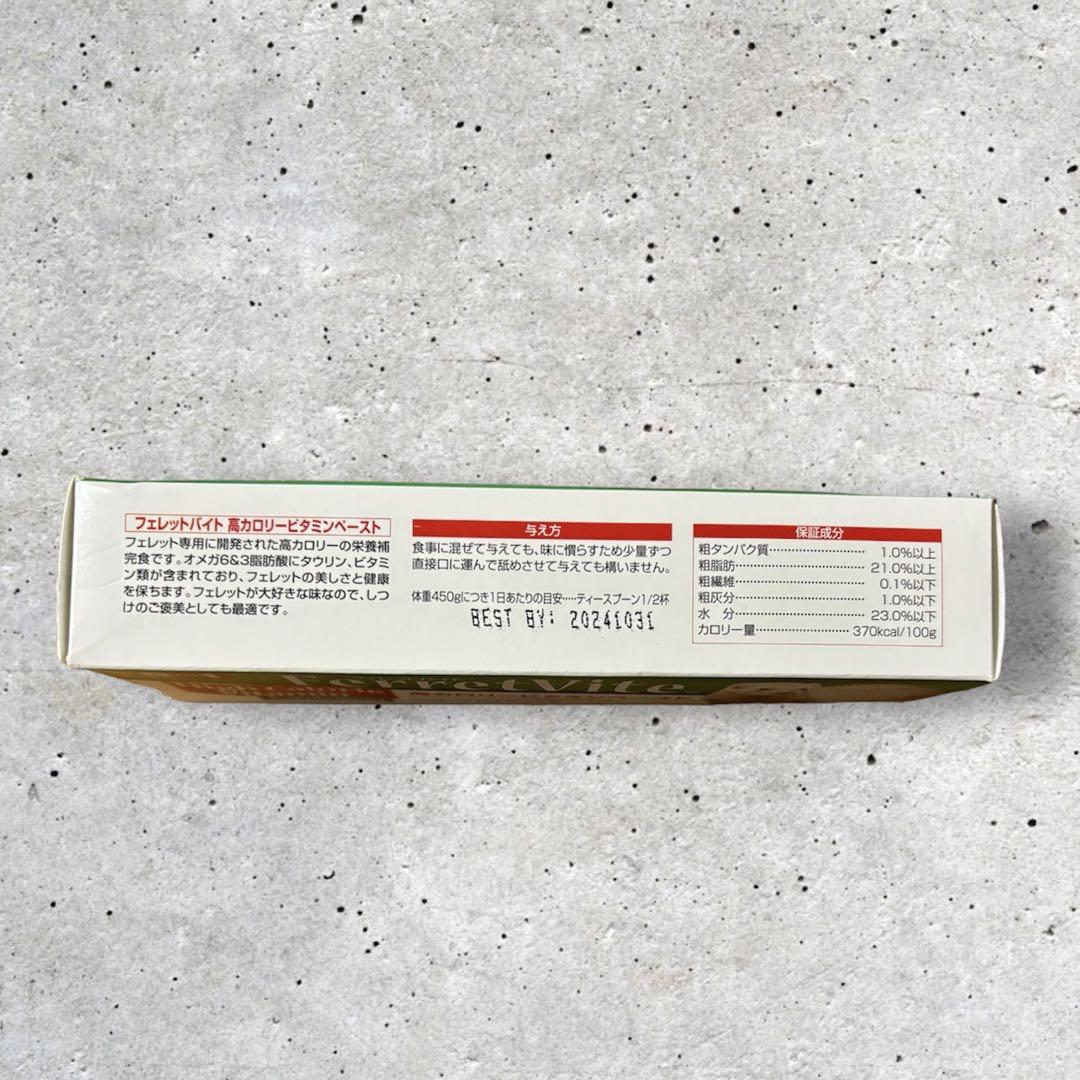 フェレットバイト 高カロリービタミンペースト
フェレット専用に開発された高カロリーの栄養補
完食です。オメガ6&3脂肪酸にタウリン、ビタミ
ン類が含まれており、フェレットの美しさと健康
を保ちます。フェレットが大好きな味なので、しつ
けのご褒美としても最適です。
与え方
食事に混ぜて与えても、味に慣らすため少量ずつ
直接口に運んで舐めさせて与えても構いません。
体重450gにつき1日あたりの目安‥‥ティースプーン1/2杯
BEST BY: 20241031
保証成分
粗タンパク質………………… 1.0%以上
粗脂肪………………………… 21.0%以上
粗繊維………………………… 0.1%以下
粗灰分………………………… 1.0%以下
水 分………………………… 23.0%以下
カロリー量………………… 370kcal/100g
FerretVite